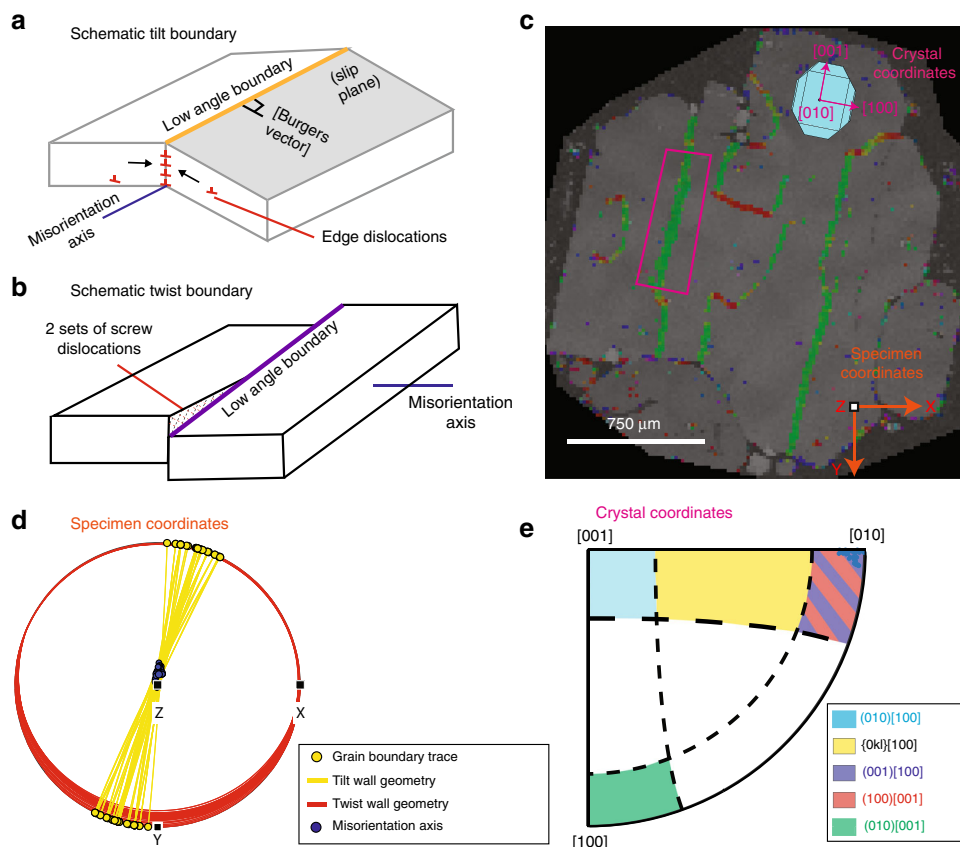 a
Schematic tilt boundary
Low angle boundary
(slip
plane)
[Burgers
vector]
Misorientation
axis
Edge dislocations
b
Schematic twist boundary
2 sets of screw
dislocations
Low angle boundary
Misorientation
axis
c
[001]
Crystal
coordinates
[010]
[100]
Specimen
coordinates
Z
X
Y
750 µm
d
Specimen coordinates
Z
X
Y
Grain boundary trace
Tilt wall geometry
Twist wall geometry
Misorientation axis
e
Crystal coordinates
[001]
[010]
[100]
(010)[100]
{0kl}[100]
(001)[100]
(100)[001]
(010)[001]